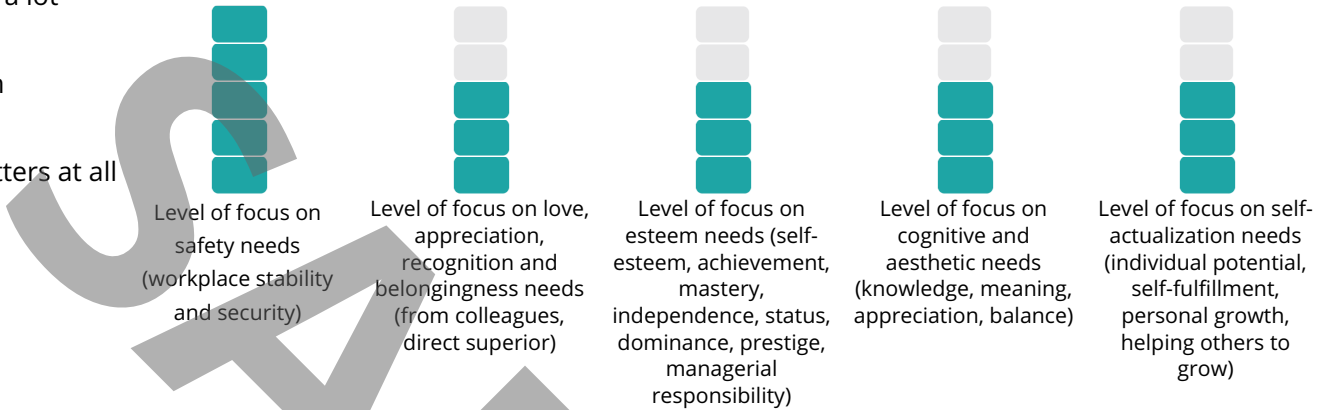 a lot
tters at all
Level of focus on
safety needs
(workplace stability
and security)
Level of focus on love,
appreciation,
recognition and
belongingness needs
(from colleagues,
direct superior)
Level of focus on
esteem needs (self-
esteem, achievement,
mastery,
independence, status,
dominance, prestige,
managerial
responsibility)
Level of focus on
cognitive and
aesthetic needs
(knowledge, meaning,
appreciation, balance)
Level of focus on self-
actualization needs
(individual potential,
self-fulfillment,
personal growth,
helping others to
grow)